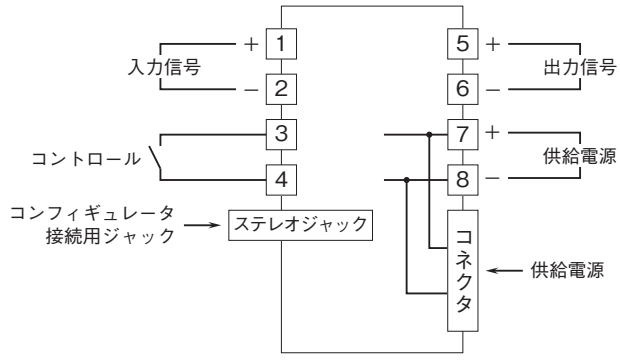 + 1
入力信号
− 2
3
コントロール
4
コンフィギュレータ
接続用ジャック
ステレオジャック
5 +
出力信号
6 −
7 +
供給電源
8 −
コネクタ
供給電源